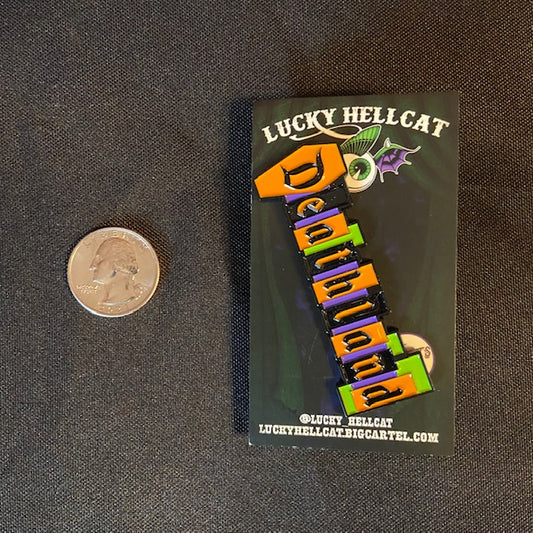 LUCKY HELLCAT
Deathland
@LUCKY_HELLCAT
LUCKYHELLCAT.BIGCARTEL.COM